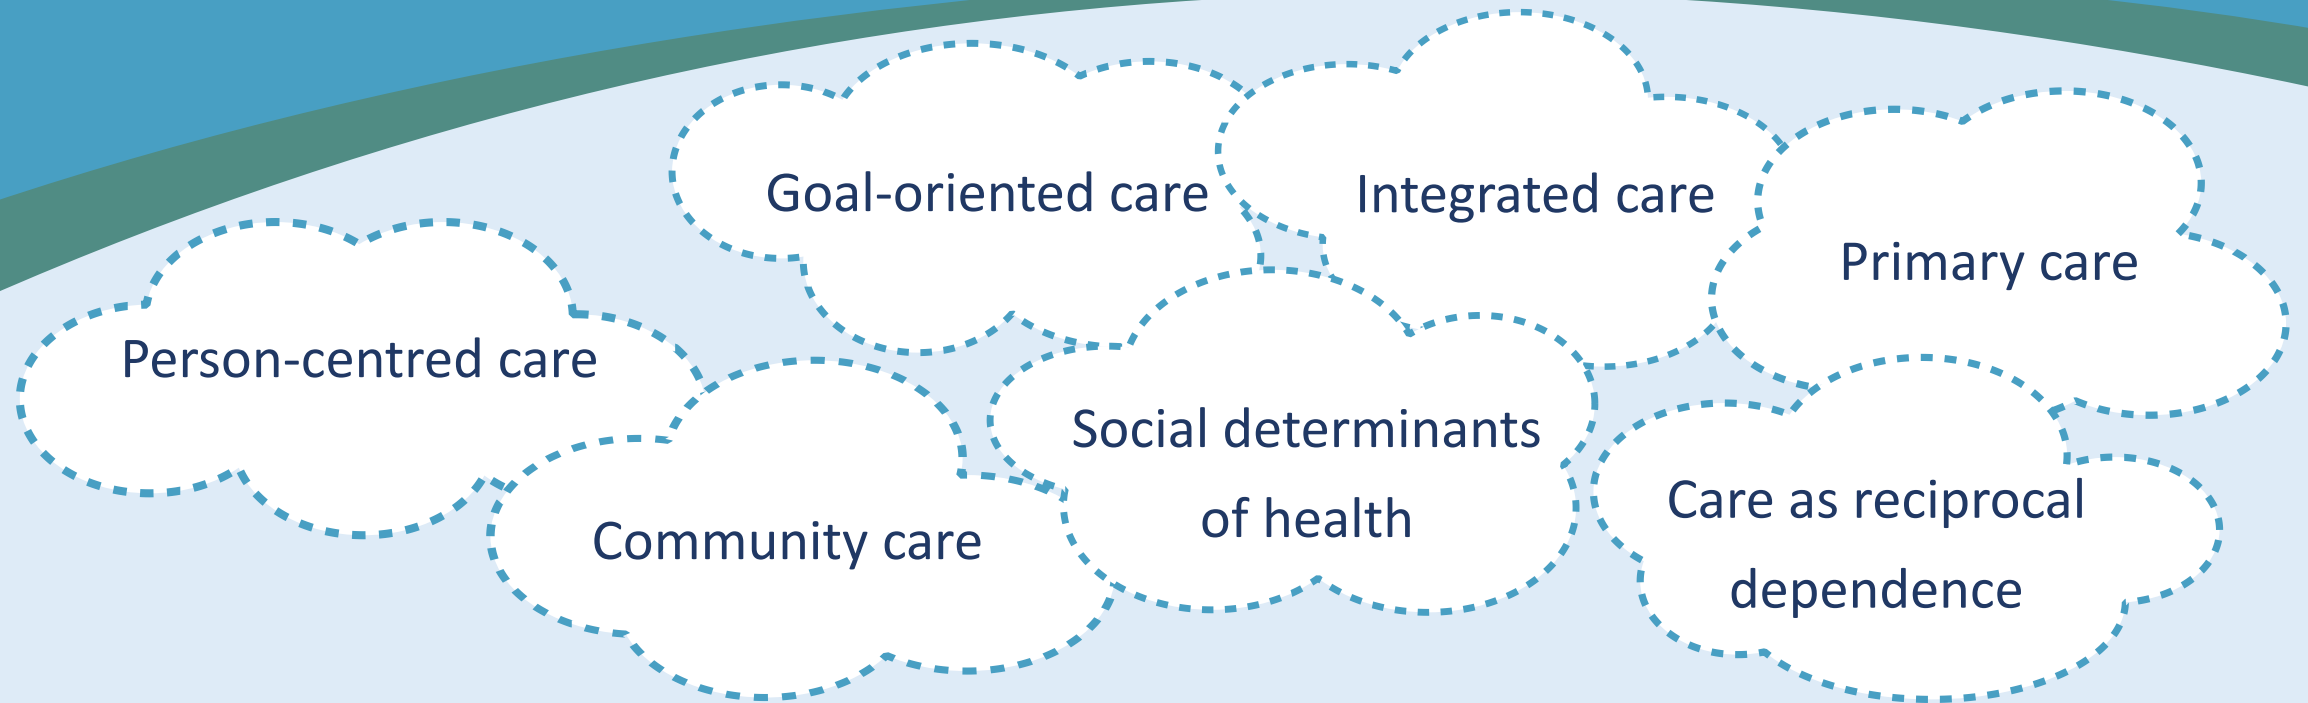 Goal-oriented care
Integrated care
Primary care
Person-centred care
Social determinants
of health
Community care
Care as reciprocal
dependence